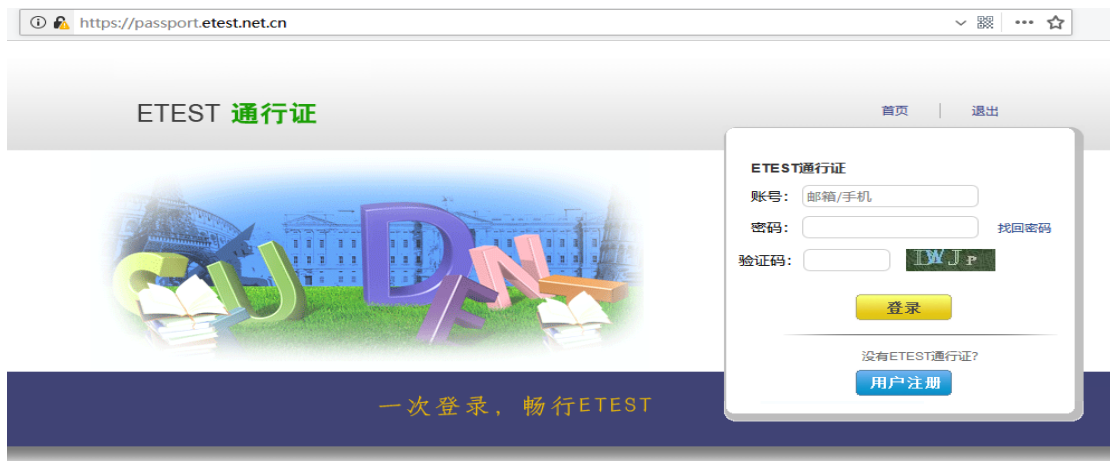 https://passport.etest.net.cn
ETEST 通行证
首页 | 退出
ETEST通行证
账号： 邮箱/手机
密码： 找回密码
验证码： IWJP
登录
没有ETEST通行证?
用户注册
一次登录，畅行ETEST